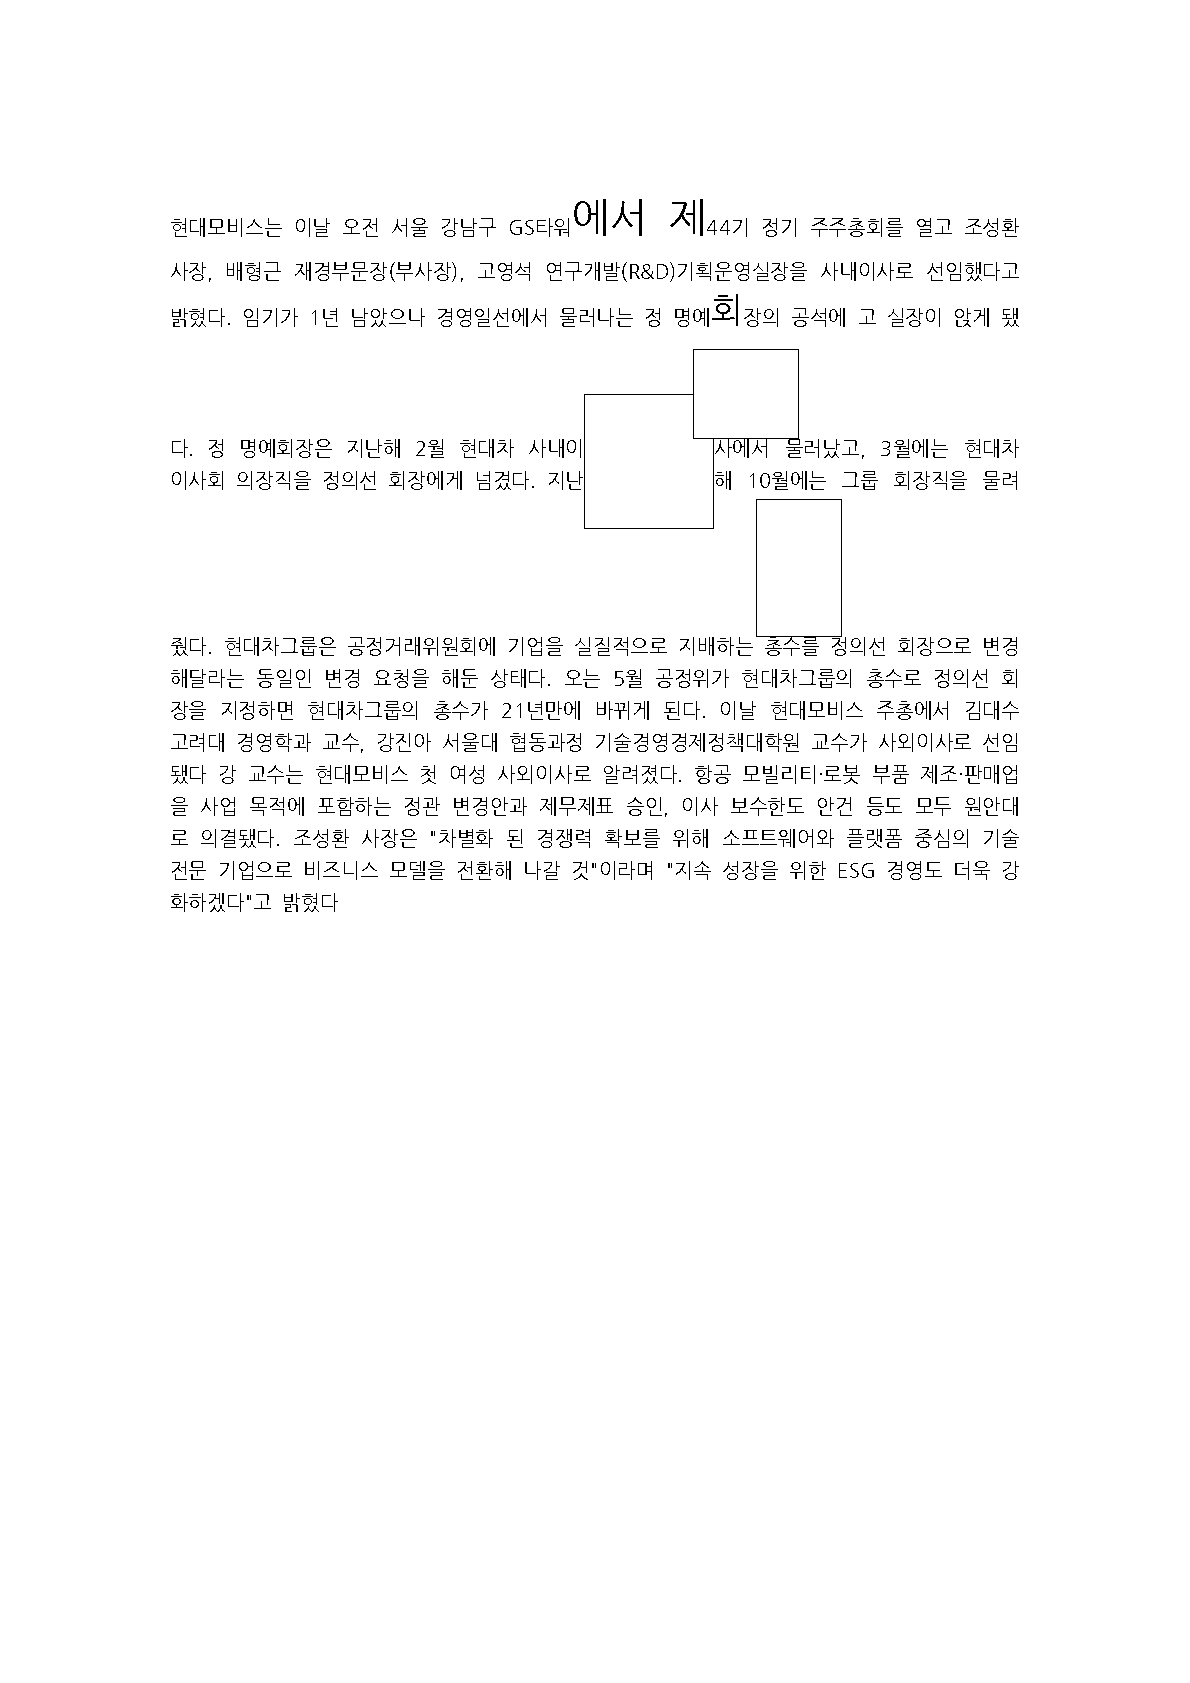 현대모비스는 이날 오전 서울 강남구 GS타워에서 제44기 정기 주주총회를 열고 조성환
사장, 배형근 재경부문장(부사장), 고영석 연구개발(R&D)기획운영실장을 사내이사로 선임했다고
밝혔다. 임기가 1년 남았으나 경영일선에서 물러나는 정 명예회장의 공석에 고 실장이 앉게 됐
다. 정 명예회장은 지난해 2월 현대차 사내이사에서 물러났고, 3월에는 현대차
이사회 의장직을 정의선 회장에게 넘겼다. 지난해 10월에는 그룹 회장직을 물려
줬다. 현대차그룹은 공정거래위원회에 기업을 실질적으로 지배하는 총수를 정의선 회장으로 변경
해달라는 동일인 변경 요청을 해둔 상태다. 오는 5월 공정위가 현대차그룹의 총수로 정의선 회
장을 지정하면 현대차그룹의 총수가 21년만에 바뀌게 된다. 이날 현대모비스 주총에서 김대수
고려대 경영학과 교수, 강진아 서울대 협동과정 기술경영경제정책대학원 교수가 사외이사로 선임
됐다 강 교수는 현대모비스 첫 여성 사외이사로 알려졌다. 항공 모빌리티·로봇 부품 제조·판매업
을 사업 목적에 포함하는 정관 변경안과 제무제표 승인, 이사 보수한도 안건 등도 모두 원안대
로 의결됐다. 조성환 사장은 "차별화 된 경쟁력 확보를 위해 소프트웨어와 플랫폼 중심의 기술
전문 기업으로 비즈니스 모델을 전환해 나갈 것"이라며 "지속 성장을 위한 ESG 경영도 더욱 강
화하겠다"고 밝혔다